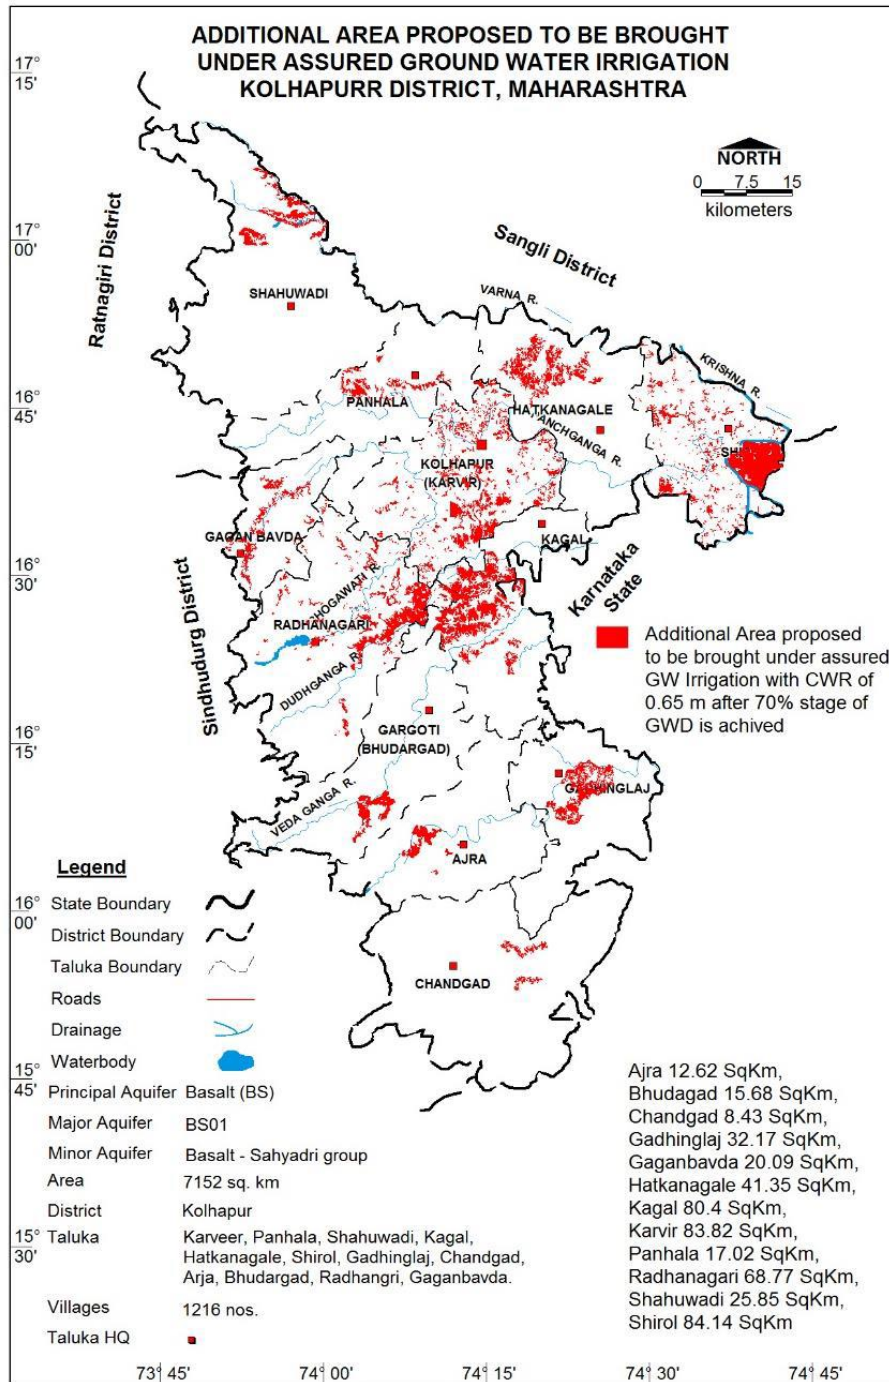 ADDITIONAL AREA PROPOSED TO BE BROUGHT
UNDER ASSURED GROUND WATER IRRIGATION
KOLHAPURR DISTRICT, MAHARASHTRA
17°
15'
NORTH
0 7.5 15
kilometers
Ratnagiri District
17°
00'
Sangli District
SHAHUWADI
VARNA R.
KRISHNA R.
16°
45'
PANHALA
HATKANAGALE
ANCHGANGA R.
KOLHAPUR
(KARVIR)
GAGAN BAVDA
KAGAL
16°
30'
Sindhudurg District
HOGAWATI R.
Karnataka
State
RADHANAGARI
DUDHGANGA R.
Additional Area proposed
to be brought under assured
GW Irrigation with CWR of
0.65 m after 70% stage of
GWD is achived
16°
15'
GARGOTI
(BHUDARGAD)
GADHINGLAJ
VEDA GANGA R.
AJRA
16°
00'
CHANDGAD
15°
45'
15°
30'
Legend
State Boundary
District Boundary
Taluka Boundary
Roads
Drainage
Waterbody
Principal Aquifer Basalt (BS)
Major Aquifer BS01
Minor Aquifer Basalt - Sahyadri group
Area 7152 sq. km
District Kolhapur
Taluka Karveer, Panhala, Shahuwadi, Kagal,
Hatkanagale, Shirol, Gadhinglaj, Chandgad,
Arja, Bhudargad, Radhangri, Gaganbavda.
Villages 1216 nos.
Taluka HQ
Ajra 12.62 SqKm,
Bhudagad 15.68 SqKm,
Chandgad 8.43 SqKm,
Gadhinglaj 32.17 SqKm,
Gaganbavda 20.09 SqKm,
Hatkanagale 41.35 SqKm,
Kagal 80.4 SqKm,
Karvir 83.82 SqKm,
Panhala 17.02 SqKm,
Radhanagari 68.77 SqKm,
Shahuwadi 25.85 SqKm,
Shirol 84.14 SqKm
73° 45' 74° 00' 74° 15' 74° 30' 74° 45'